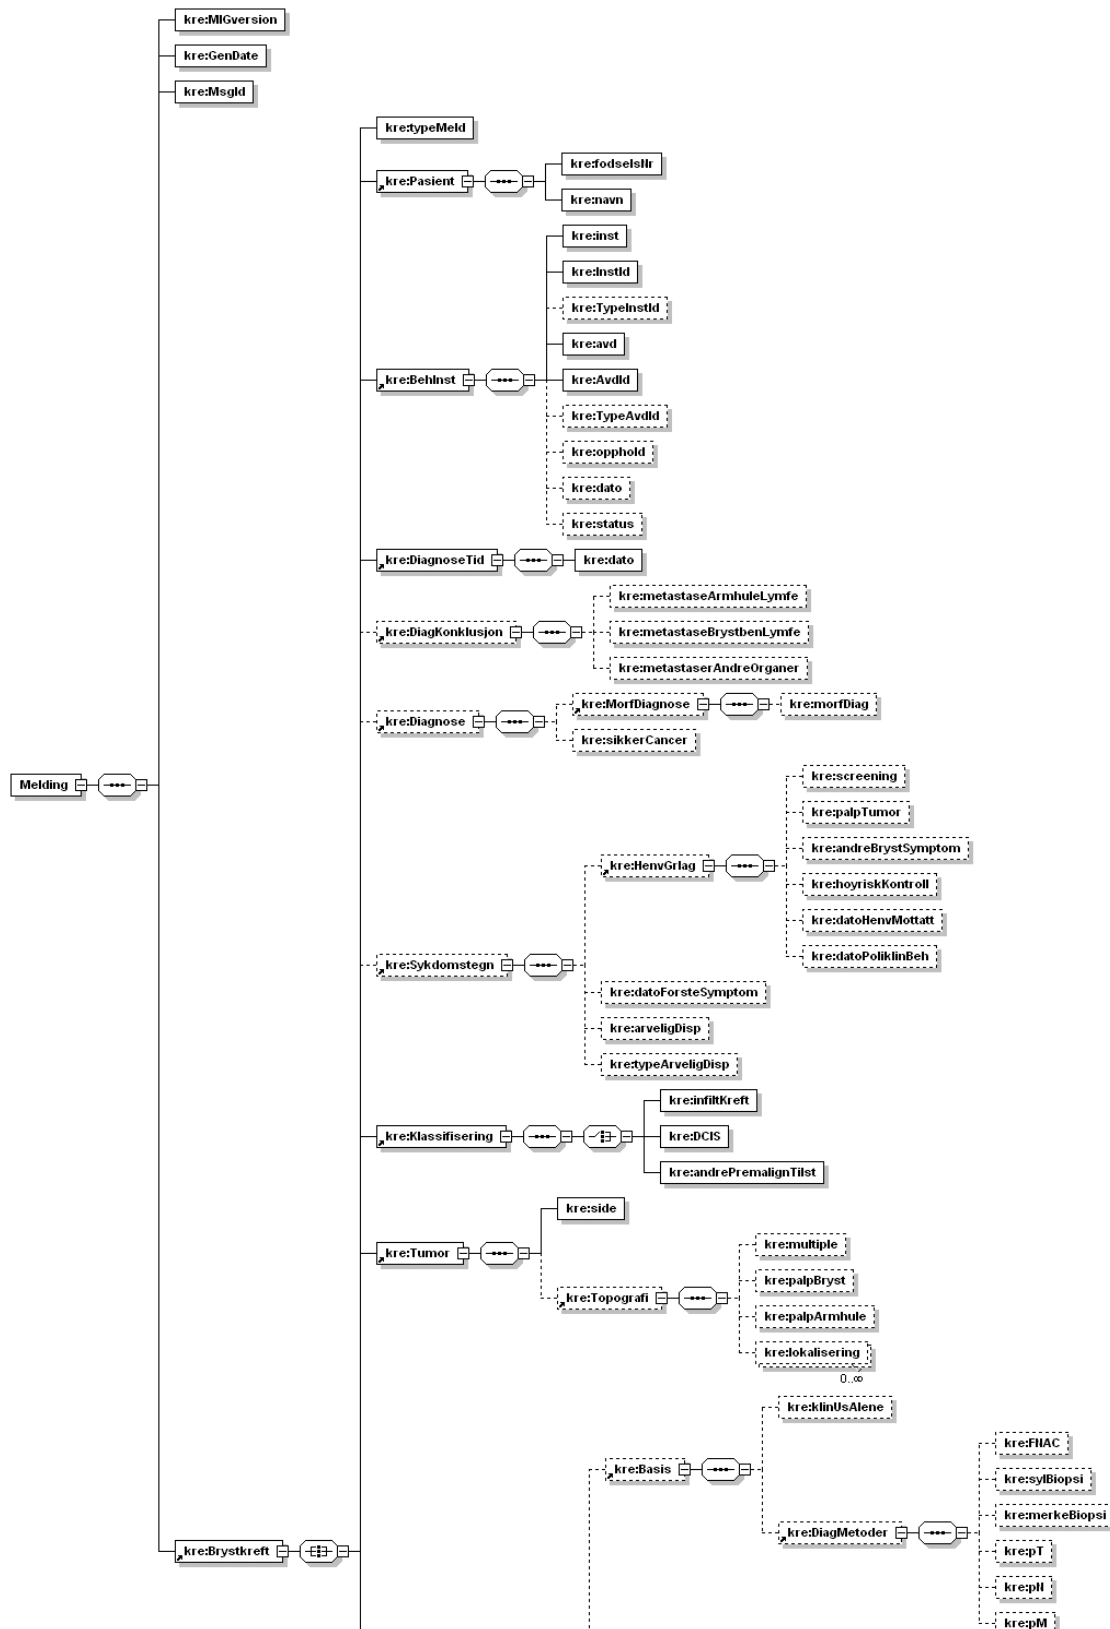 kre:MIGversion
kre:GenDate
kre:MsgId
kre:typeMeld
kre:Pasient
kre:fodselsNr
kre:navn
kre:inst
kre:InstId
kre:TypeInstId
kre:avd
kre:BehInst
kre:AvdId
kre:TypeAvdId
kre:opphold
kre:dato
kre:status
kre:DiagnoseTid
kre:dato
kre:metastaseArmhuleLymfe
kre:DiagKonklusjon
kre:metastaseBrystbenLymfe
kre:metastaserAndreOrganer
kre:MorfDiagnose
kre:morfDiag
kre:Diagnose
kre:sikkerCancer
Melding
kre:screening
kre:palpTumor
kre:andreBrystSymptom
kre:HenvGrlag
kre:hoyriskKontroll
kre:datoHenvMottatt
kre:datoPoliklinBeh
kre:Sykdomstegn
kre:datoForsteSymptom
kre:arveligDisp
kre:typeArveligDisp
kre:infiltKreft
kre:Klassifisering
kre:DCIS
kre:andrePremalignTilst
kre:side
kre:Tumor
kre:multiple
kre:palpBryst
kre:Topografi
kre:palpArmhule
kre:lokalisering
0..∞
kre:klinUsAlene
kre:FNAC
kre:Basis
kre:sylBiopsi
kre:merkeBiopsi
kre:DiagMetoder
kre:Brystkreft
kre:pT
kre:pN
kre:pM